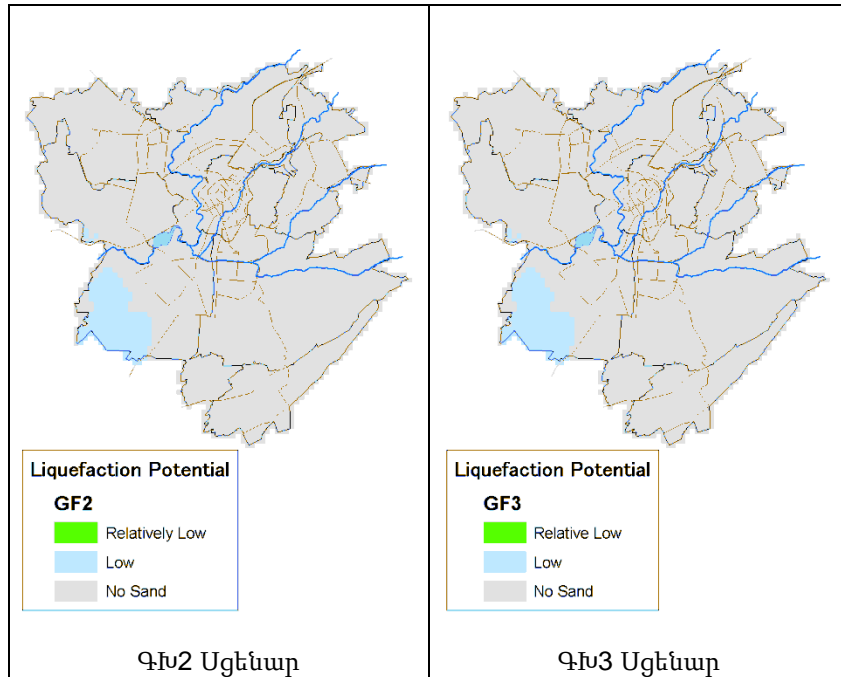 Liquefaction Potential
GF2
Relatively Low
Low
No Sand
ԳԽ2 Սցենար
Liquefaction Potential
GF3
Relative Low
Low
No Sand
ԳԽ3 Սցենար